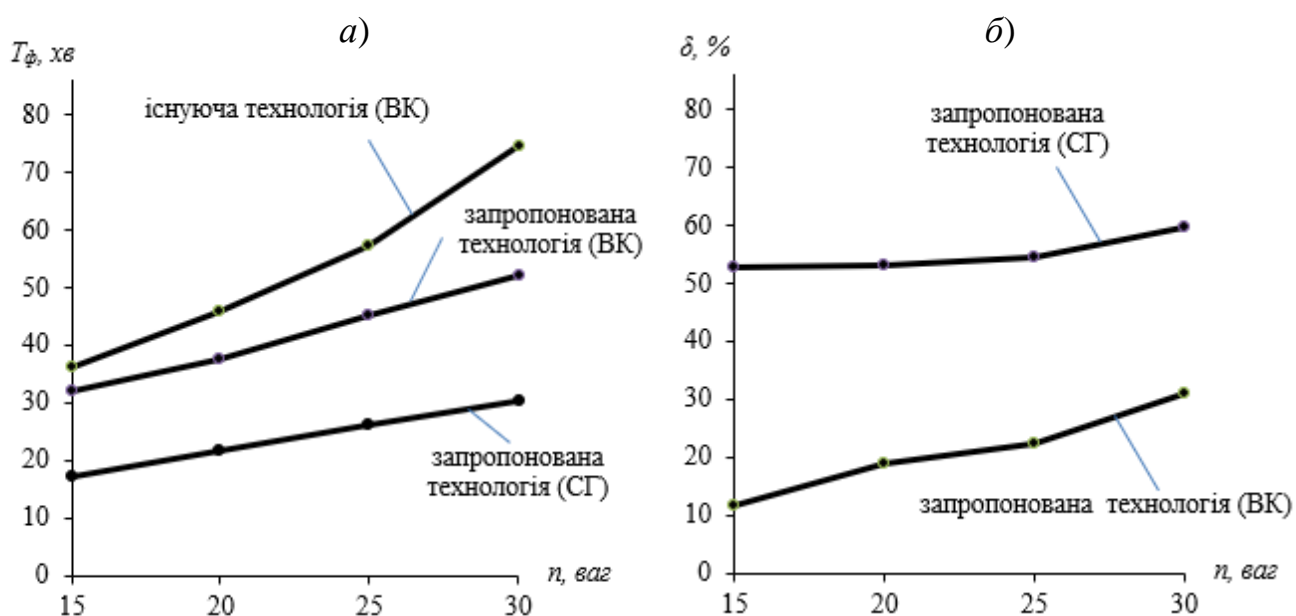 а)
T_ф, хв
80
70
60
50
40
30
20
10
0
15
20
25
30
n, ваг
існуюча технологія (ВК)
запропонована
технологія (ВК)
запропонована
технологія (СГ)
б)
δ, %
80
70
60
50
40
30
20
10
0
15
20
25
30
n, ваг
запропонована
технологія (СГ)
запропонована технологія (ВК)